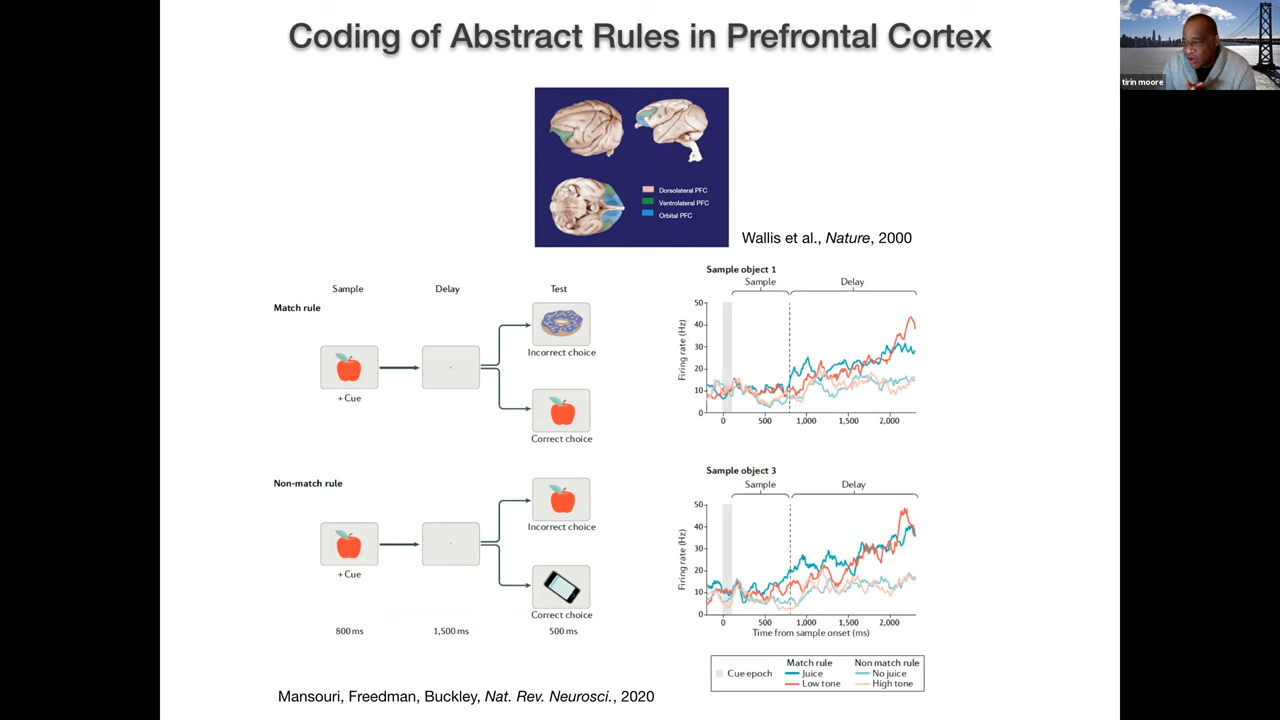 Coding of Abstract Rules in Prefrontal Cortex
tirin moore
Dorsolateral PFC
Ventrolateral PFC
Orbital PFC
Wallis et al., Nature, 2000
Sample Delay Test
Match rule
Incorrect choice
+ Cue
Correct choice
Non-match rule
Incorrect choice
+ Cue
Correct choice
800 ms 1,500 ms 500 ms
Sample object 1
Sample Delay
Firing rate (Hz)
50
40
30
20
10
0
0 500 1,000 1,500 2,000
Sample object 3
Sample Delay
Firing rate (Hz)
50
40
30
20
10
0
0 500 1,000 1,500 2,000
Time from sample onset (ms)
Match rule Non match rule
Cue epoch Juice No juice
Low tone High tone
Mansouri, Freedman, Buckley, Nat. Rev. Neurosci., 2020